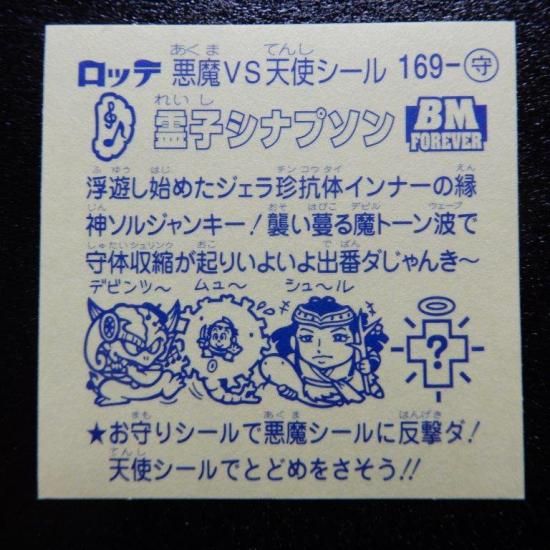 ロッテ 悪魔VS天使シール 169-守
霊子シナプソン BM FOREVER
浮遊し始めたジェラ珍抗体インナーの縁
神ソルジャンキー!襲い蔓る魔トーン波で
守体収縮が起りいよいよ出番ダじゃんき~
デビンツ~ ムュ~ シュ~ル
?
★お守りシールで悪魔シールに反撃ダ!
天使シールでとどめをさそう!!